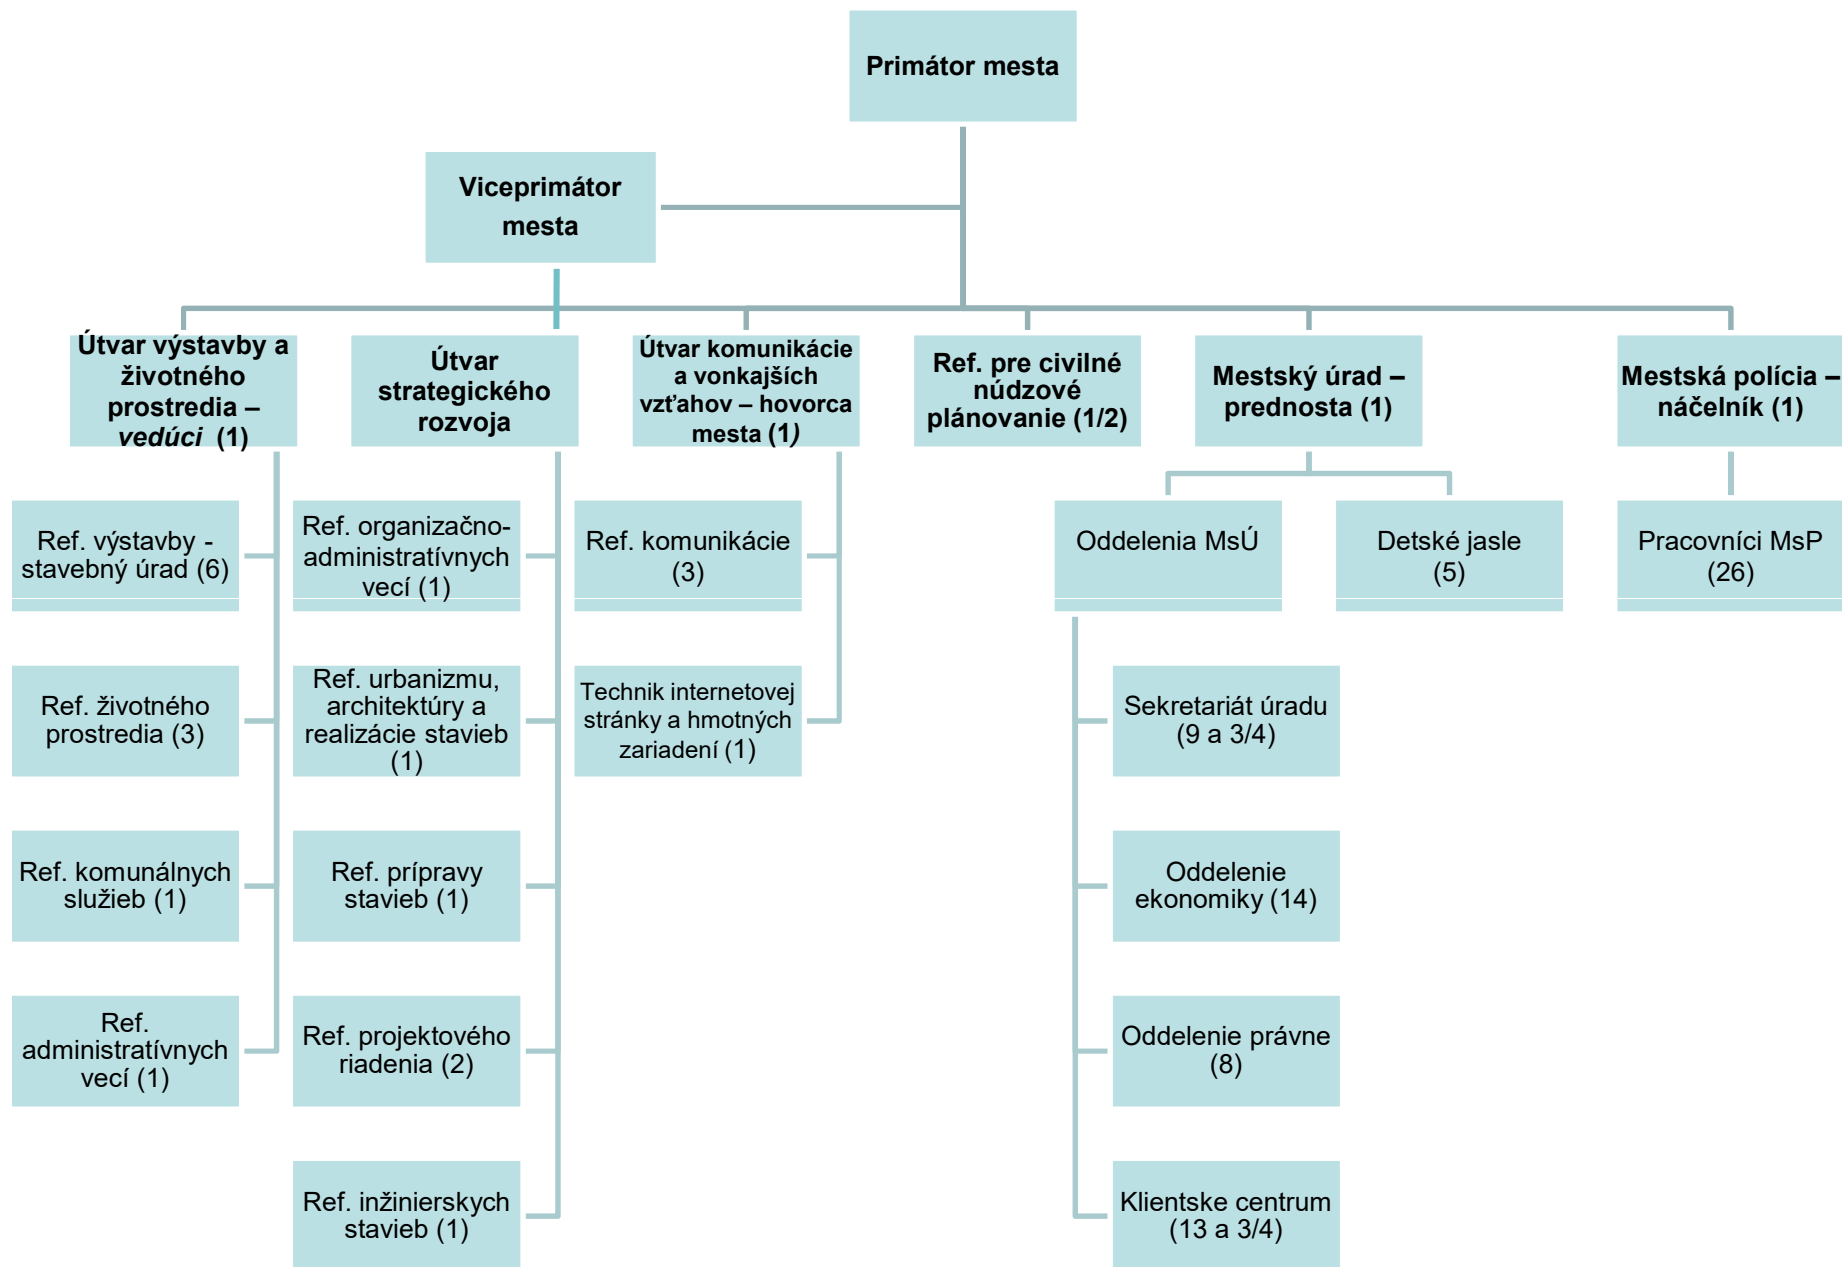 Primátor mesta
Viceprimátor
mesta
Útvar výstavby a
životného
prostredia –
vedúci (1)
Útvar
strategického
rozvoja
Útvar komunikácie
a vonkajších
vzťahov – hovorca
mesta (1)
Ref. pre civilné
núdzové
plánovanie (1/2)
Mestský úrad –
prednosta (1)
Mestská polícia –
náčelník (1)
Ref. výstavby -
stavebný úrad (6)
Ref. organizačno-
administratívnych
vecí (1)
Ref. komunikácie
(3)
Oddelenia MsÚ
Detské jasle
(5)
Pracovníci MsP
(26)
Ref. životného
prostredia (3)
Ref. urbanizmu,
architektúry a
realizácie stavieb
(1)
Technik internetovej
stránky a hmotných
zariadení (1)
Sekretariát úradu
(9 a 3/4)
Ref. komunálnych
služieb (1)
Ref. prípravy
stavieb (1)
Oddelenie
ekonomiky (14)
Ref.
administratívnych
vecí (1)
Ref. projektového
riadenia (2)
Oddelenie právne
(8)
Ref. inžinierskych
stavieb (1)
Klientske centrum
(13 a 3/4)